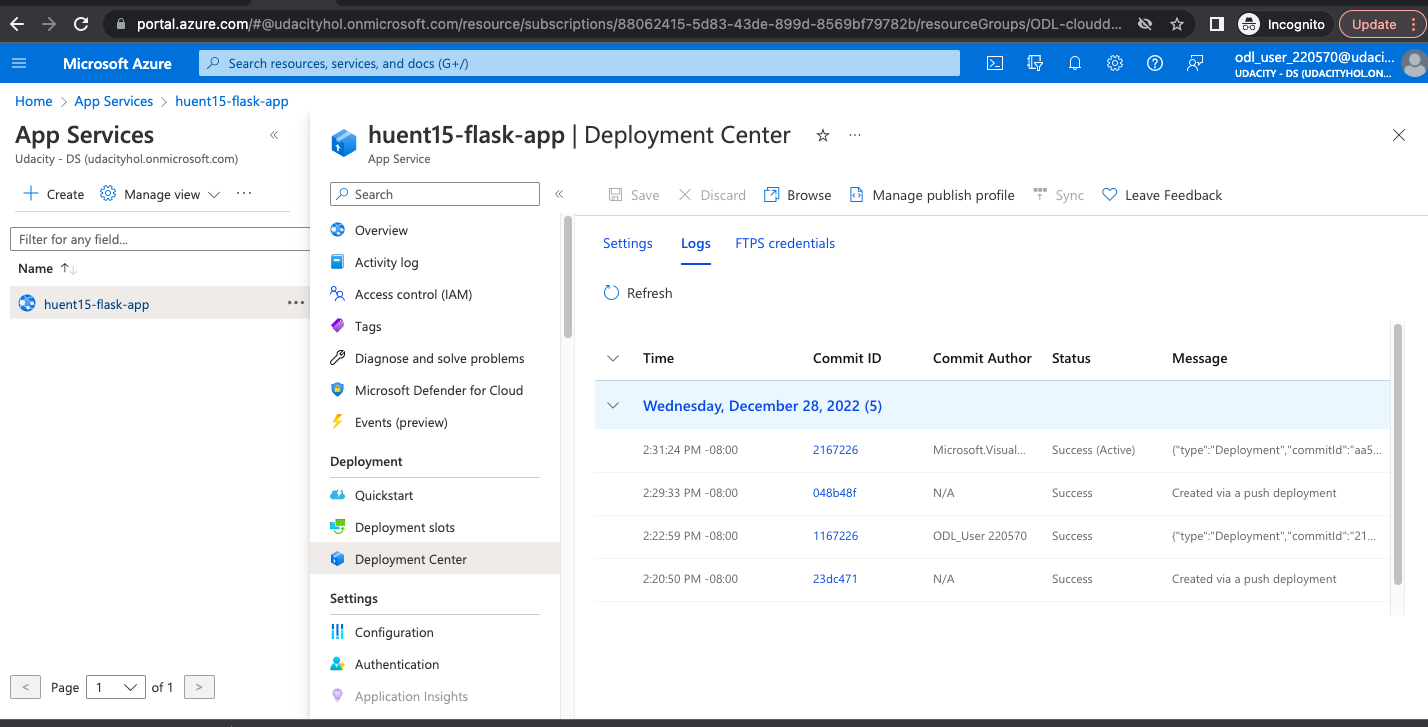 portal.azure.com/#@udacityhol.onmicrosoft.com/resource/subscriptions/88062415-5d83-43de-899d-8569bf79782b/resourceGroups/ODL-cloudd...
Incognito
Update
Microsoft Azure
Search resources, services, and docs (G+/)
odl_user_220570@udaci...
UDACITY - DS (UDACITYHOL.ON...
Home > App Services > huent15-flask-app
App Services
Udacity - DS (udacityhol.onmicrosoft.com)
Create
Manage view
Filter for any field...
Name
huent15-flask-app
< Page 1 of 1 >
huent15-flask-app | Deployment Center
App Service
Search
Overview
Activity log
Access control (IAM)
Tags
Diagnose and solve problems
Microsoft Defender for Cloud
Events (preview)
Deployment
Quickstart
Deployment slots
Deployment Center
Settings
Configuration
Authentication
Application Insights
Save Discard Browse Manage publish profile Sync Leave Feedback
Settings Logs FTPS credentials
Refresh
Time Commit ID Commit Author Status Message
Wednesday, December 28, 2022 (5)
2:31:24 PM -08:00 2167226 Microsoft.Visual... Success (Active) {"type":"Deployment","commitId":"aa5...
2:29:33 PM -08:00 048b48f N/A Success Created via a push deployment
2:22:59 PM -08:00 1167226 ODL_User 220570 Success {"type":"Deployment","commitId":"21...
2:20:50 PM -08:00 23dc471 N/A Success Created via a push deployment